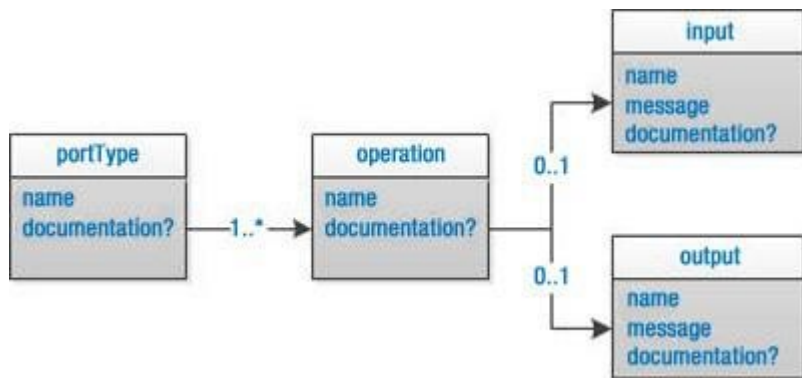 portType
name
documentation?
1..*
operation
name
documentation?
0..1
input
name
message
documentation?
0..1
output
name
message
documentation?